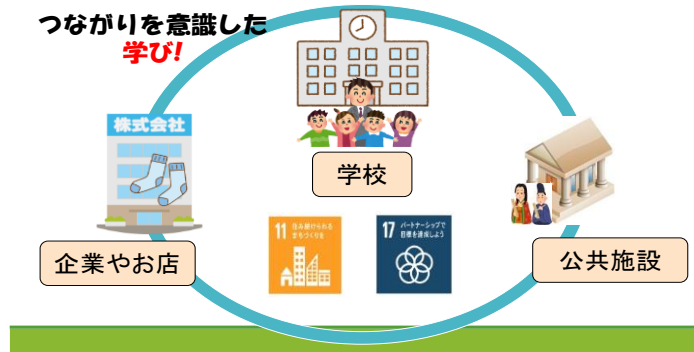 つながりを意識した
学び!
株式会社
学校
企業やお店
公共施設
11 住み続けられる
まちづくりを
17 パートナーシップで
目標を達成しよう